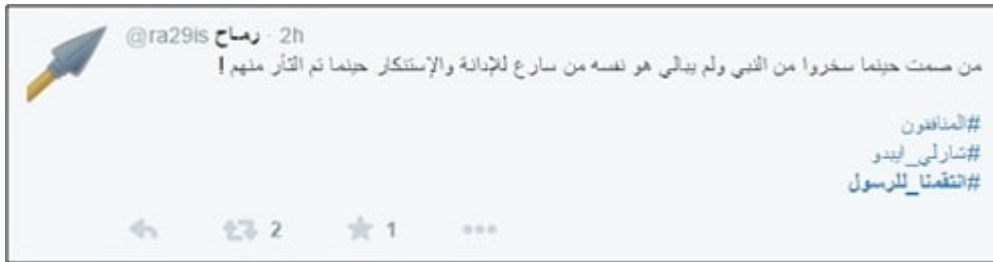 رماح @ra29is · 2h
من صمت حينما سخروا من النبي ولم يبالي هو نفسه من سارع للإدانة والإستنكار حينما تم الثأر منهم !
#المنافقون
#شارلي_ايبدو
#انتقمنا_للرسول
2 1